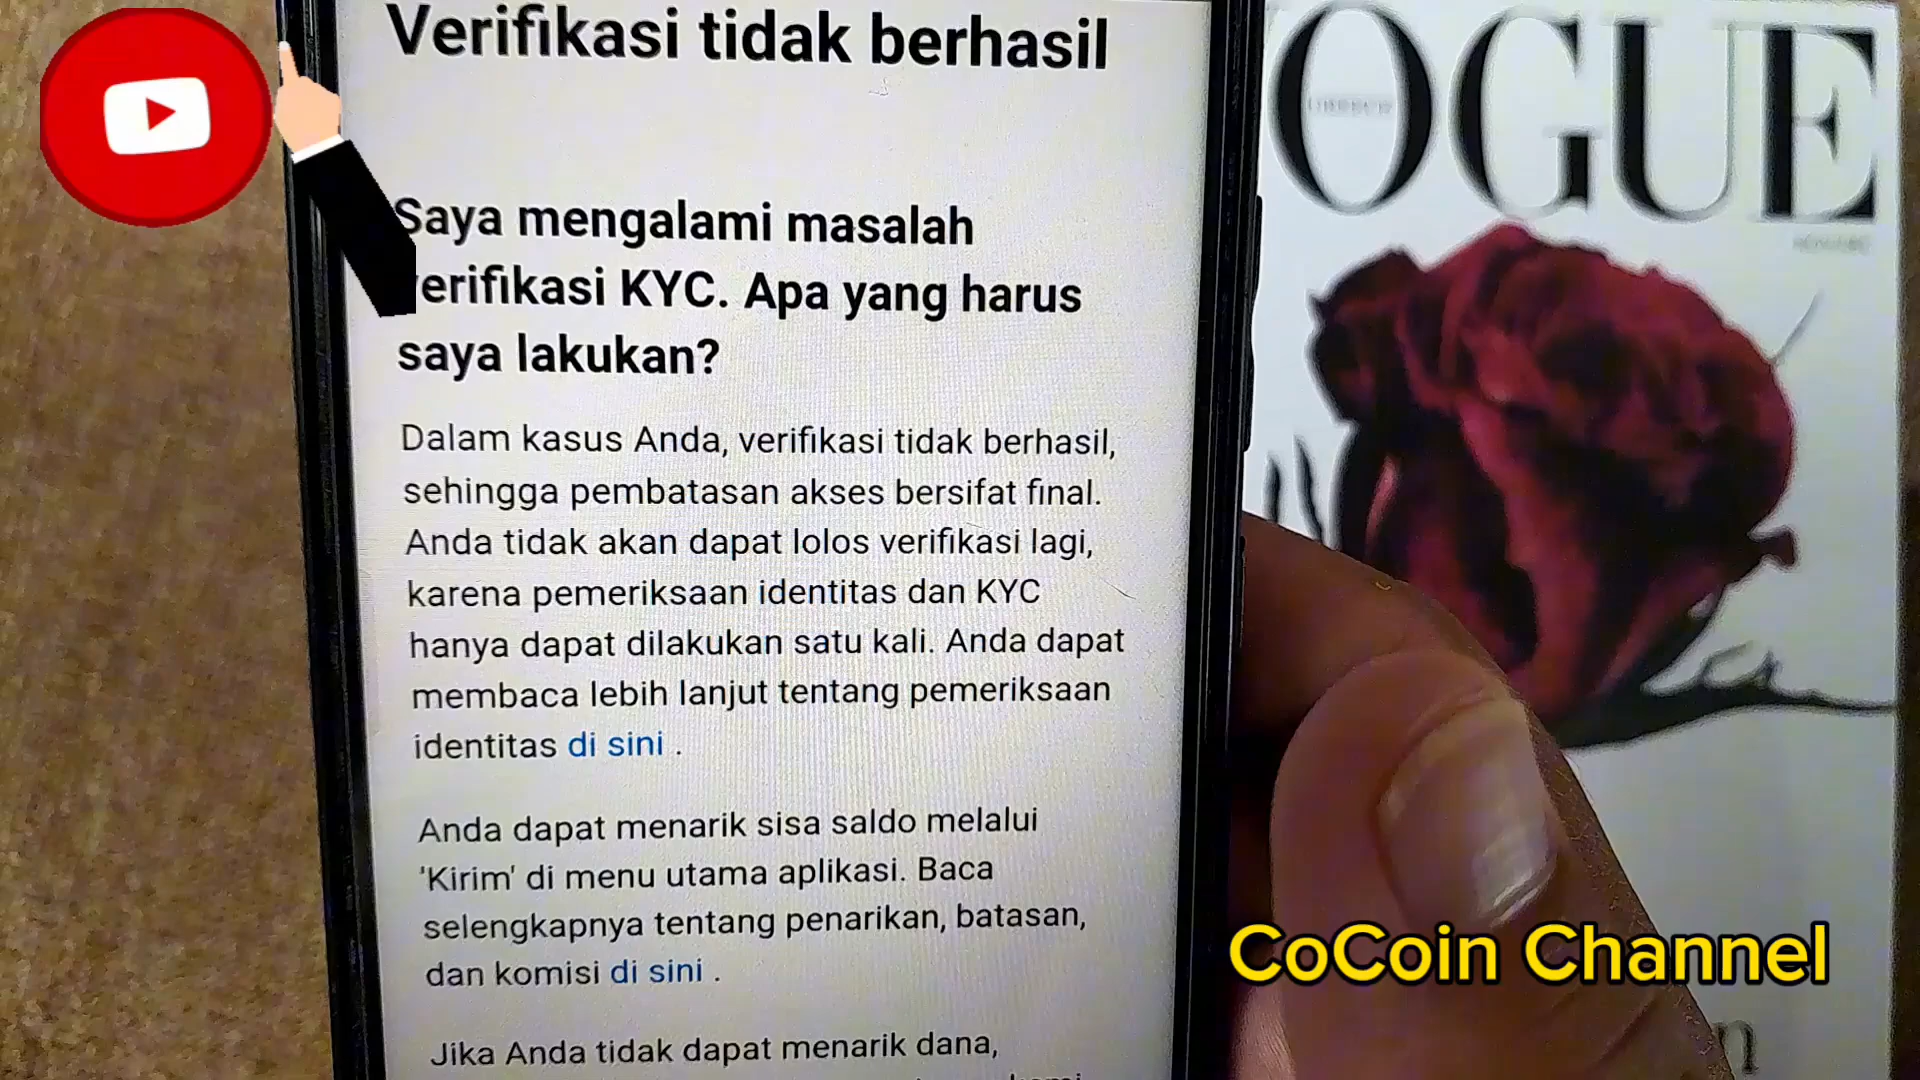 Verifikasi tidak berhasil
Saya mengalami masalah
verifikasi KYC. Apa yang harus
saya lakukan?
Dalam kasus Anda, verifikasi tidak berhasil,
sehingga pembatasan akses bersifat final.
Anda tidak akan dapat lolos verifikasi lagi,
karena pemeriksaan identitas dan KYC
hanya dapat dilakukan satu kali. Anda dapat
membaca lebih lanjut tentang pemeriksaan
identitas di sini .
Anda dapat menarik sisa saldo melalui
'Kirim' di menu utama aplikasi. Baca
selengkapnya tentang penarikan, batasan,
dan komisi di sini .
Jika Anda tidak dapat menarik dana,
OGUE
CoCoin Channel